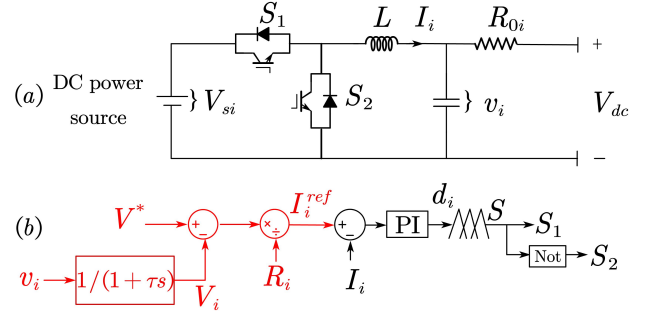 S₁ L Iᵢ R₀ᵢ
+
(a) DC power source } Vₛᵢ S₂ } vᵢ V_dc
−
(b) V* + − × ÷ Iᵢʳᵉᶠ + − PI dᵢ S S₁
Not S₂
vᵢ 1/(1+τs) Vᵢ Rᵢ Iᵢ